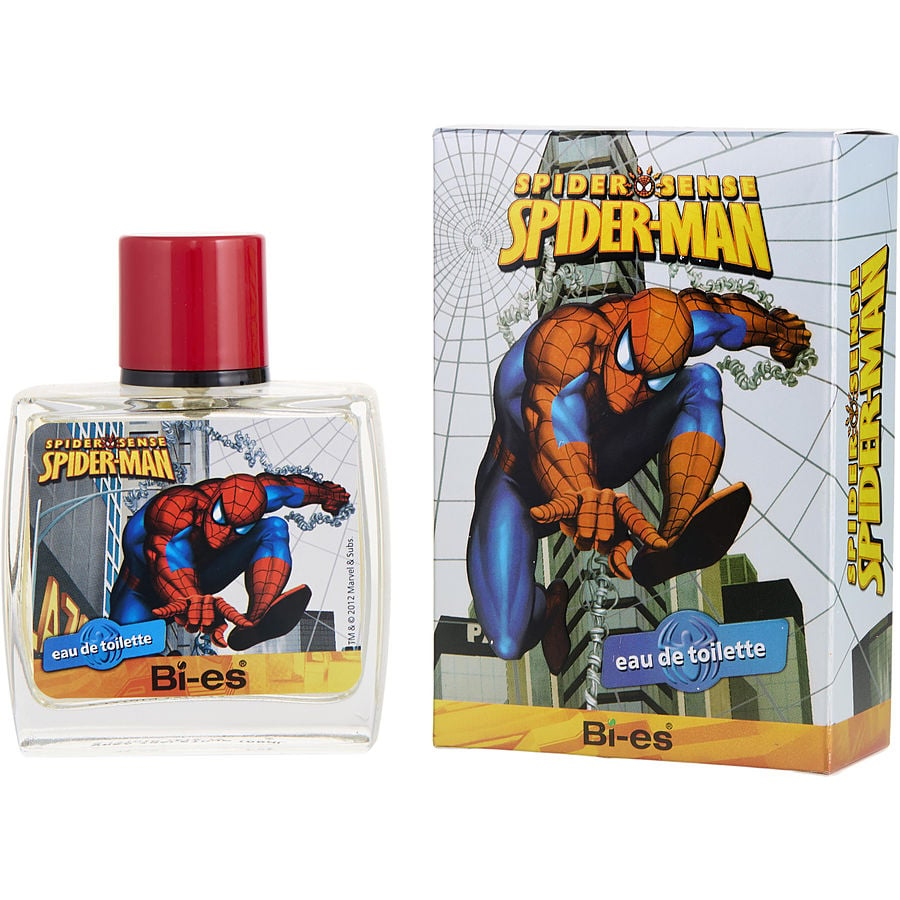 SPIDER SENSE
SPIDER-MAN
TM & © 2012 Marvel & Subs.
eau de toilette
Bi-es®
SPIDER SENSE
SPIDER-MAN
eau de toilette
Bi-es®
SPIDER SENSE
SPIDER-MAN